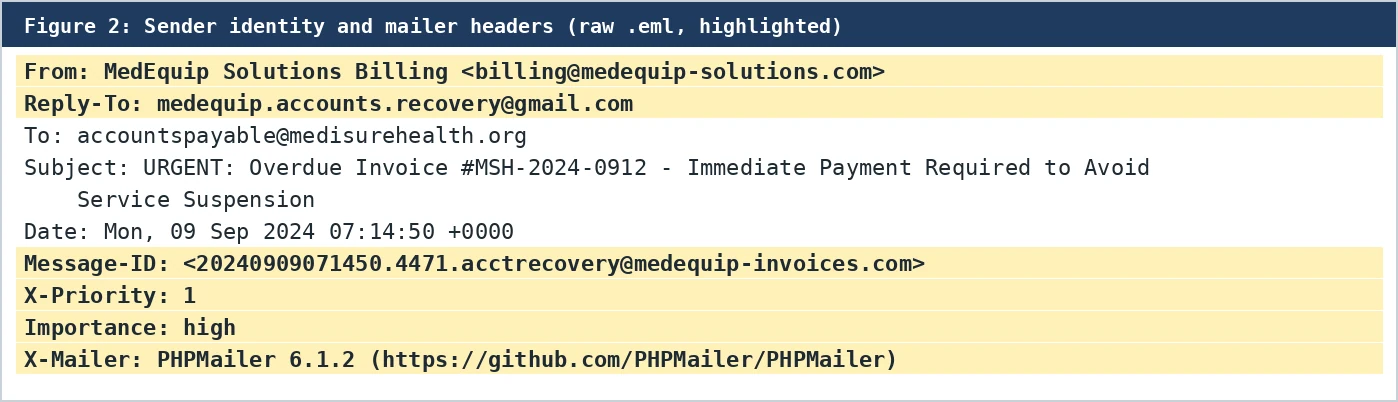 Figure 2: Sender identity and mailer headers (raw .eml, highlighted)
From: MedEquip Solutions Billing <billing@medequip-solutions.com>
Reply-To: medequip.accounts.recovery@gmail.com
To: accountspayable@medisurehealth.org
Subject: URGENT: Overdue Invoice #MSH-2024-0912 - Immediate Payment Required to Avoid
Service Suspension
Date: Mon, 09 Sep 2024 07:14:50 +0000
Message-ID: <20240909071450.4471.acctrecovery@medequip-invoices.com>
X-Priority: 1
Importance: high
X-Mailer: PHPMailer 6.1.2 (https://github.com/PHPMailer/PHPMailer)